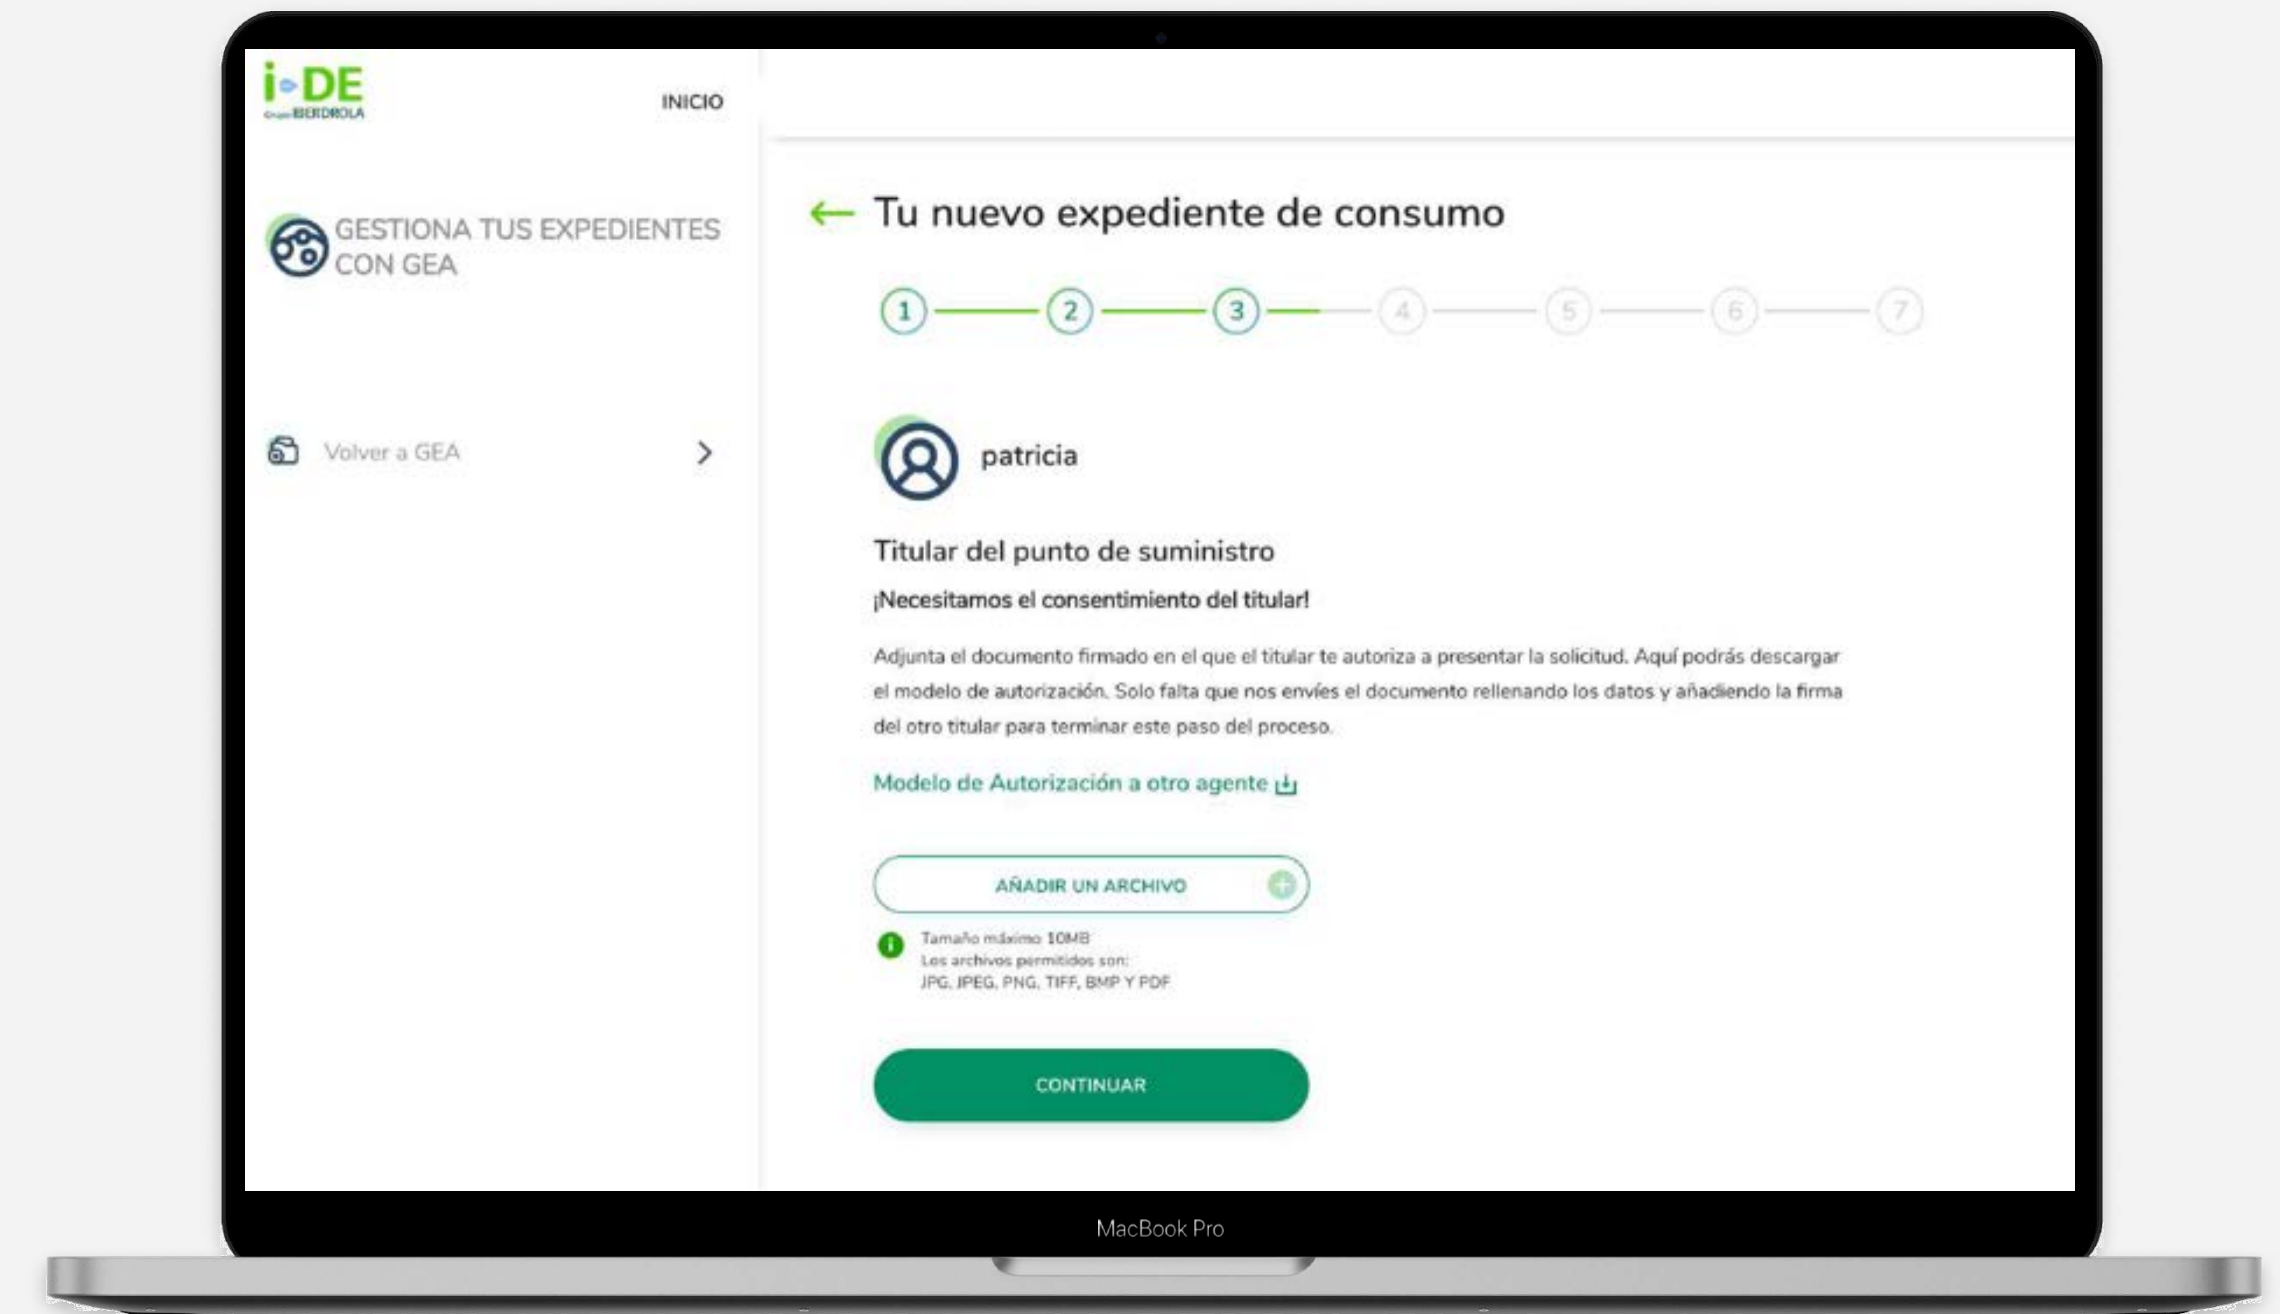 i-DE
Grupo IBERDROLA
INICIO
GESTIONA TUS EXPEDIENTES
CON GEA
Volver a GEA
Tu nuevo expediente de consumo
1 2 3 4 5 6 7
patricia
Titular del punto de suministro
¡Necesitamos el consentimiento del titular!
Adjunta el documento firmado en el que el titular te autoriza a presentar la solicitud. Aquí podrás descargar
el modelo de autorización. Solo falta que nos envíes el documento rellenando los datos y añadiendo la firma
del otro titular para terminar este paso del proceso.
Modelo de Autorización a otro agente
AÑADIR UN ARCHIVO
Tamaño máximo 10MB
Los archivos permitidos son:
JPG, JPEG, PNG, TIFF, BMP Y PDF
CONTINUAR
MacBook Pro